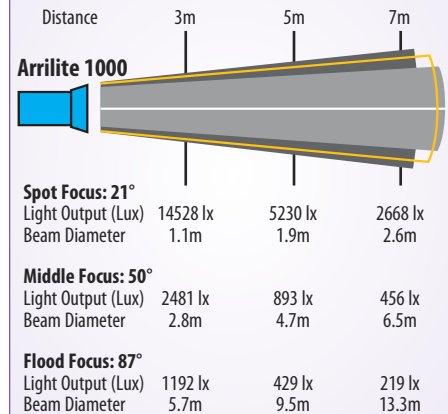 Distance 3m 5m 7m
Arrilite 1000
Spot Focus: 21°
Light Output (Lux) 14528 lx 5230 lx 2668 lx
Beam Diameter 1.1m 1.9m 2.6m
Middle Focus: 50°
Light Output (Lux) 2481 lx 893 lx 456 lx
Beam Diameter 2.8m 4.7m 6.5m
Flood Focus: 87°
Light Output (Lux) 1192 lx 429 lx 219 lx
Beam Diameter 5.7m 9.5m 13.3m